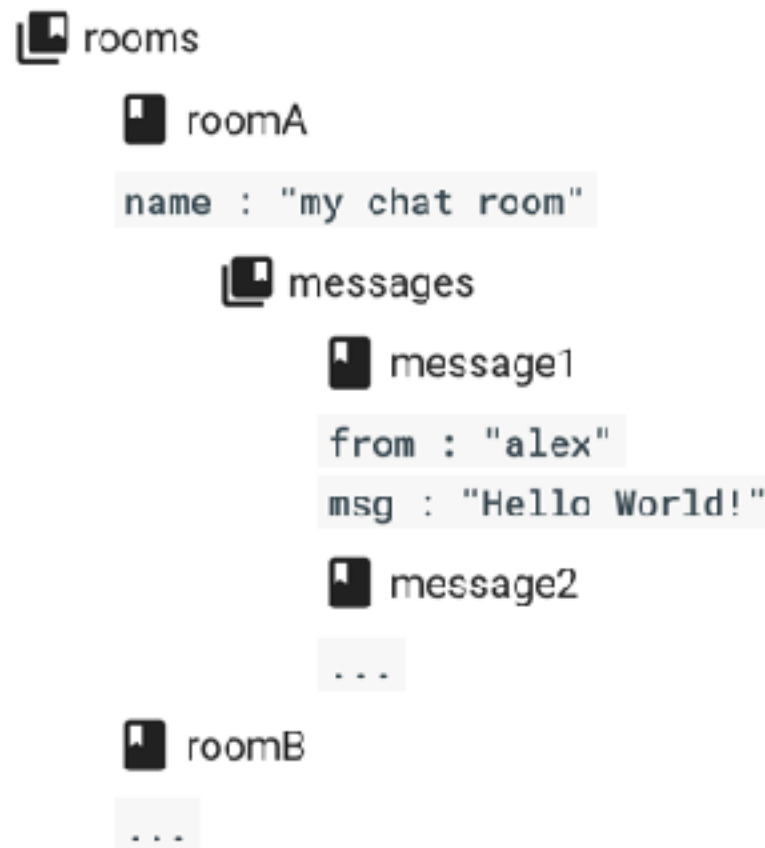 rooms
roomA
name : "my chat room"
messages
message1
from : "alex"
msg : "Hello World!"
message2
...
roomB
...